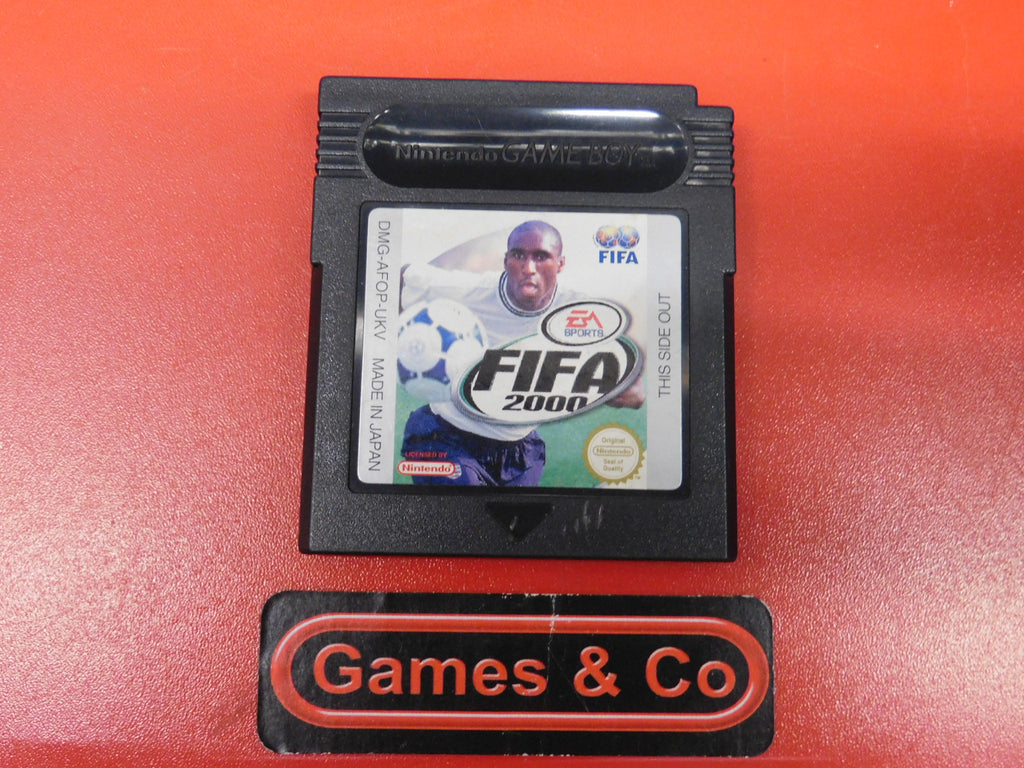 Nintendo GAME BOY
DMG-AFOP-UKV MADE IN JAPAN
FIFA
THIS SIDE OUT
EA
SPORTS
FIFA
2000
LICENSED BY
Nintendo
Original
Nintendo
Seal of
Quality
Games & Co